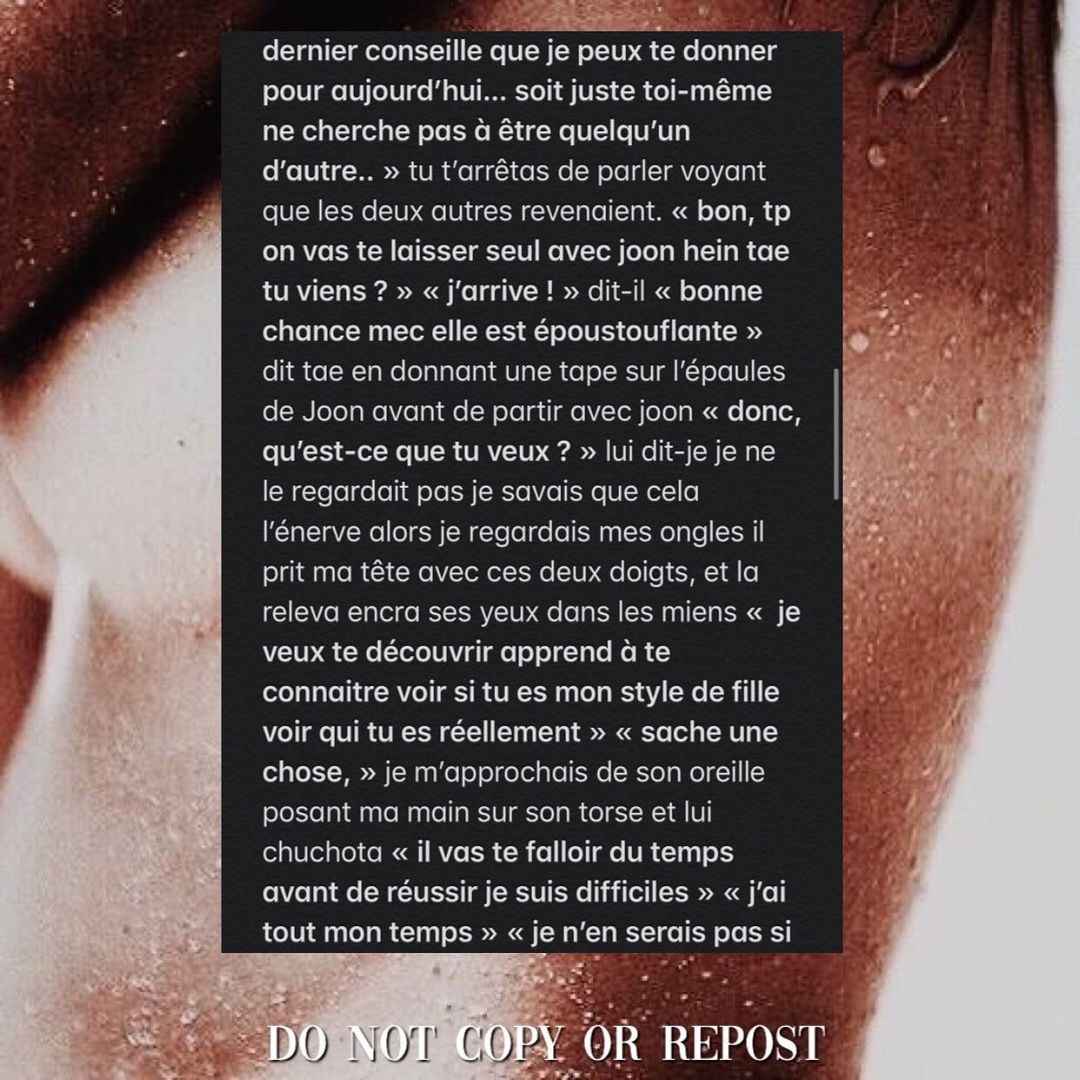 dernier conseille que je peux te donner
pour aujourd’hui... soit juste toi-même
ne cherche pas à être quelqu’un
d’autre.. » tu t’arrêtas de parler voyant
que les deux autres revenaient. « bon, tp
on vas te laisser seul avec joon hein tae
tu viens ? » « j’arrive ! » dit-il « bonne
chance mec elle est époustouflante »
dit tae en donnant une tape sur l’épaules
de Joon avant de partir avec joon « donc,
qu’est-ce que tu veux ? » lui dit-je je ne
le regardait pas je savais que cela
l’énerve alors je regardais mes ongles il
prit ma tête avec ces deux doigts, et la
releva encra ses yeux dans les miens «  je
veux te découvrir apprend à te
connaitre voir si tu es mon style de fille
voir qui tu es réellement » « sache une
chose, » je m’approchais de son oreille
posant ma main sur son torse et lui
chuchota « il vas te falloir du temps
avant de réussir je suis difficiles » « j’ai
tout mon temps » « je n’en serais pas si
DO NOT COPY OR REPOST